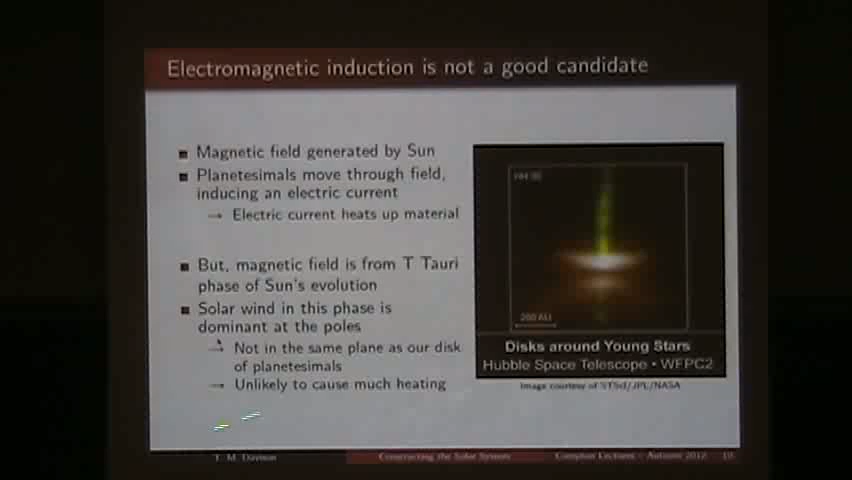 Electromagnetic induction is not a good candidate
Magnetic field generated by Sun
Planetesimals move through field,
inducing an electric current
→ Electric current heats up material
But, magnetic field is from T Tauri
phase of Sun's evolution
Solar wind in this phase is
dominant at the poles
→ Not in the same plane as our disk
of planetesimals
→ Unlikely to cause much heating
HH 30
200 AU
Disks around Young Stars
Hubble Space Telescope • WFPC2
Image courtesy of STScI/JPL/NASA
T. M. Davison Constructing the Solar System Compton Lectures – Autumn 2012